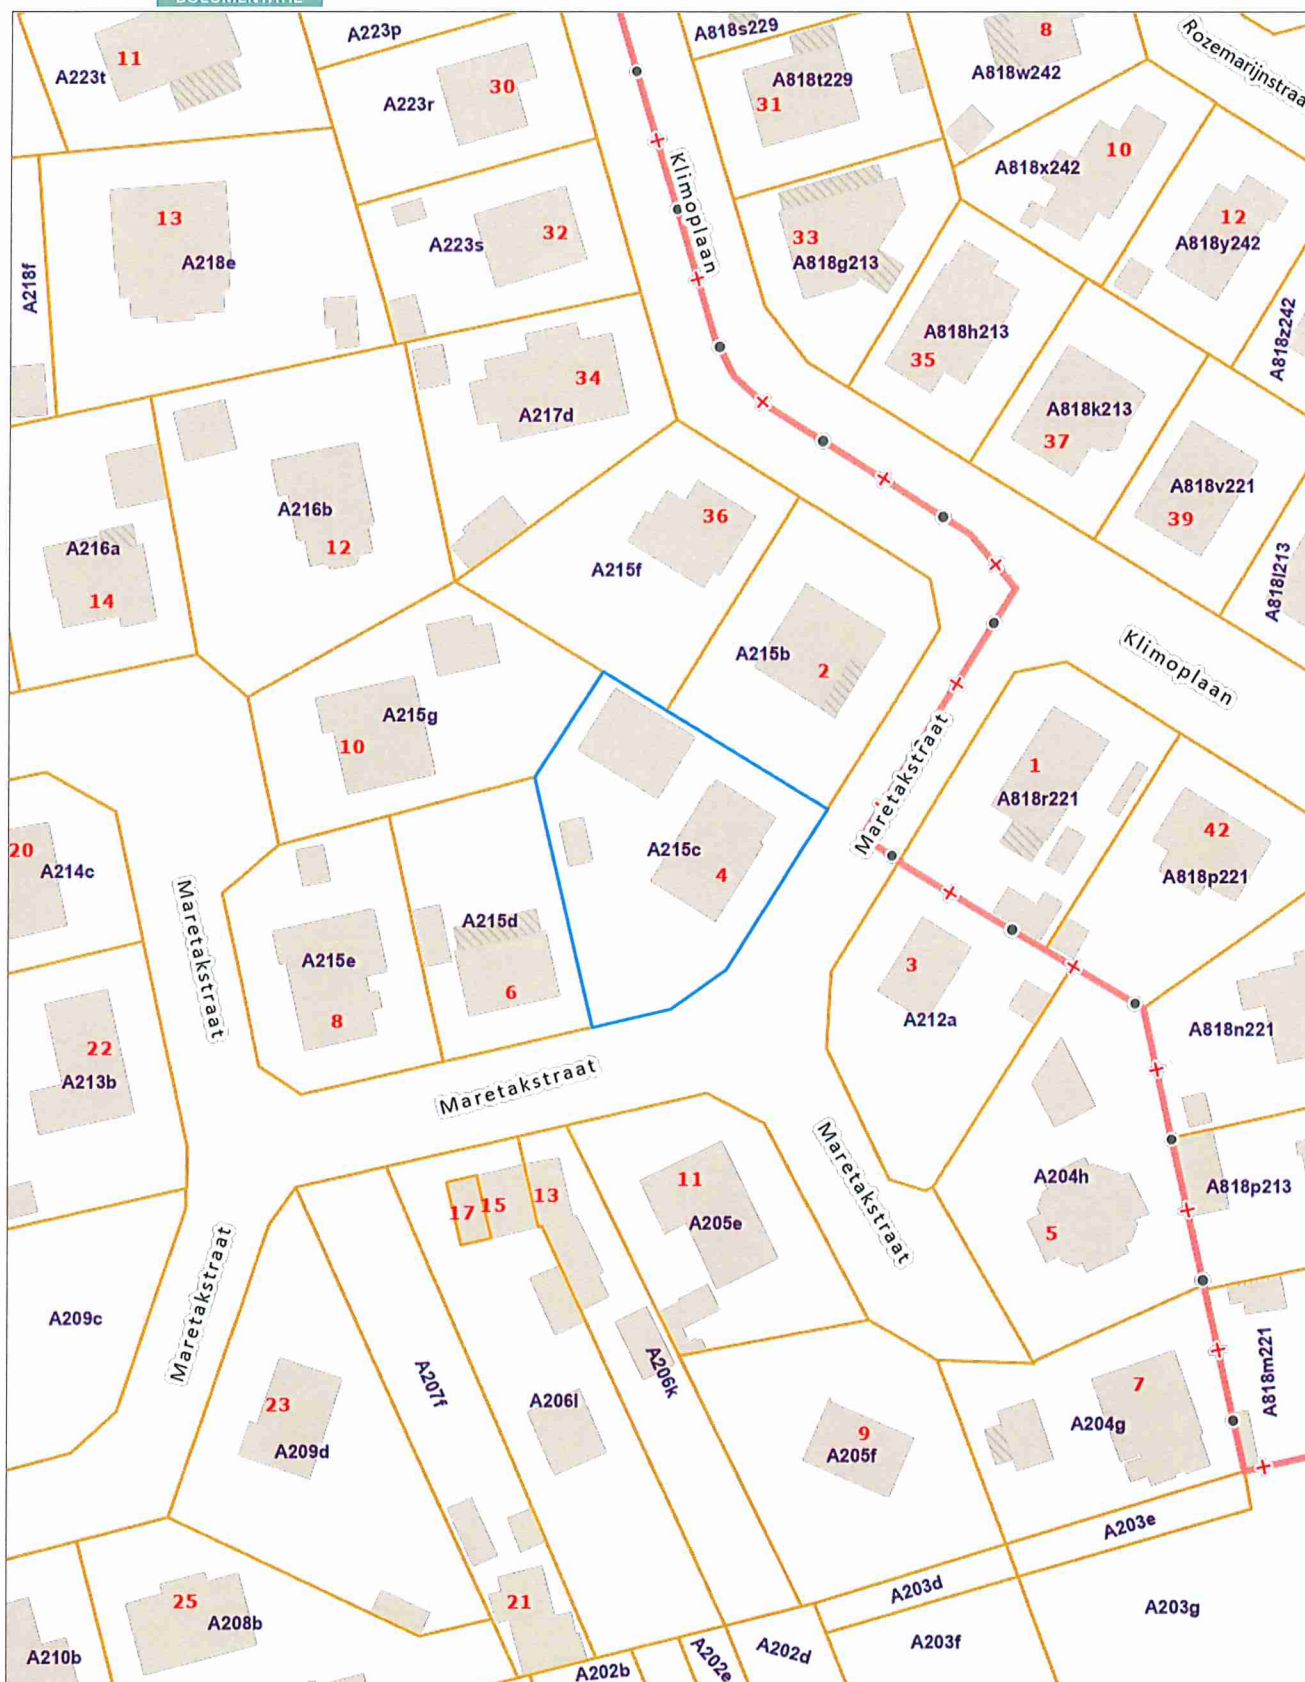 DOCUMENTATIE
A223p
A818s229
8
Rozemarijnstraat
11
A223t
30
A223r
A818t229
31
A818w242
10
A818x242
13
A218e
A218f
32
A223s
Klimoplaan
33
A818g213
12
A818y242
A818z242
A818h213
35
34
A217d
A818k213
37
A216b
12
A216a
14
36
A215f
A818v221
39
A818l213
A215b
2
Klimoplaan
A215g
10
Maretakstraat
1
A818r221
42
A818p221
20
A214c
A215c
4
Maretakstraat
A215d
6
A215e
8
3
A212a
22
A213b
A818n221
Maretakstraat
Maretakstraat
A204h
5
A818p213
17
15
13
11
A205e
Maretakstraat
A209c
A207f
A206k
A206l
23
A209d
9
A205f
7
A204g
A818m221
A203e
A203d
A203g
25
A208b
21
A210b
A202b
A202e
A202d
A203f